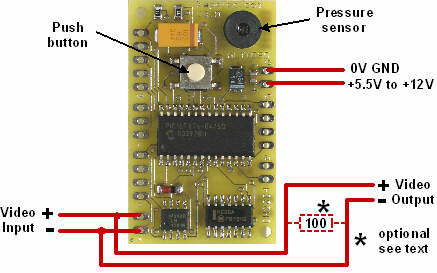 Push button
Pressure sensor
0V GND
+5.5V to +12V
Video Input
+
-
+ Video
- Output
*
100
* optional see text